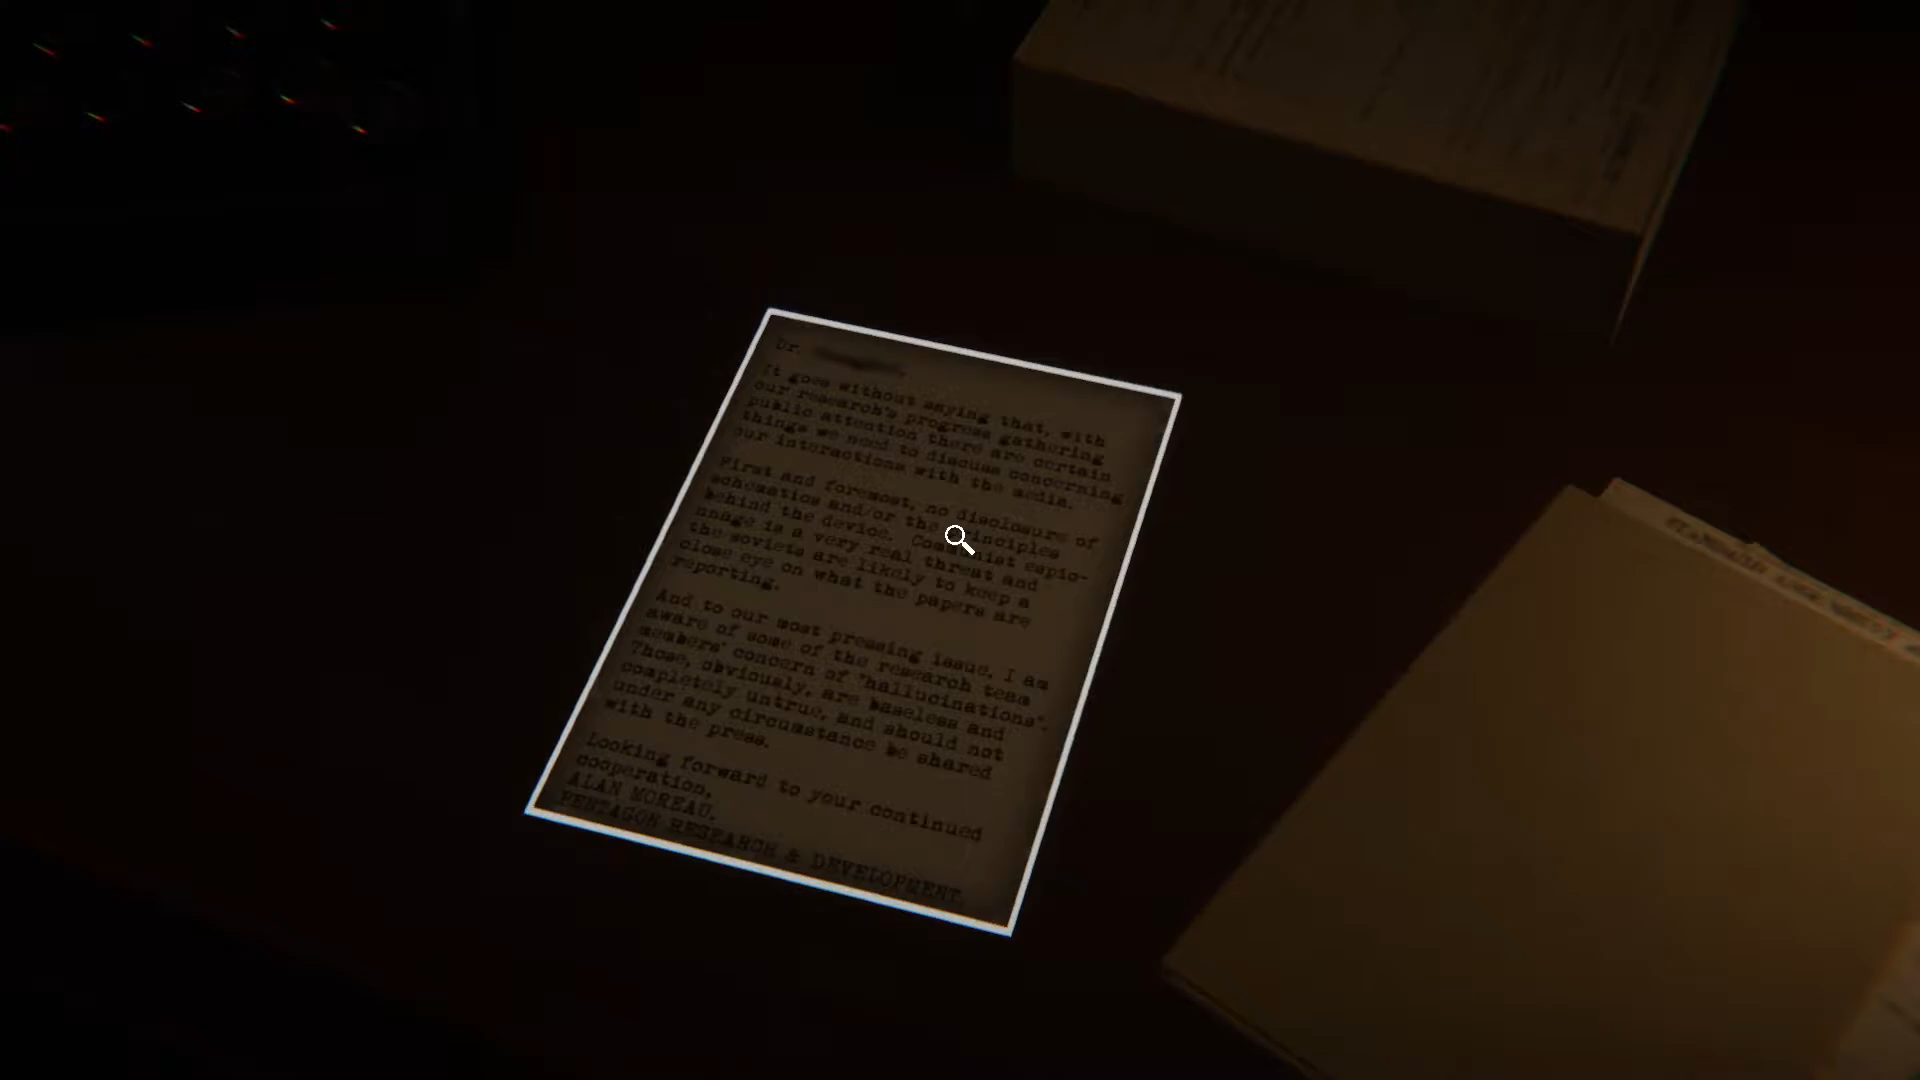 Dr.
It goes without saying that, with
our research's progress gathering
public attention there are certain
things we need to discuss concerning
our interactions with the media.
First and foremost, no disclosure of
schematics and/or the principles
behind the device. Communist espio-
nage is a very real threat and
the soviets are likely to keep a
close eye on what the papers are
reporting.
And to our most pressing issue, I am
aware of some of the research team
members' concern of "hallucinations".
Those, obviously, are baseless and
completely untrue, and should not
under any circumstance be shared
with the press.
Looking forward to your continued
cooperation,
ALAN MOREAU.
PENTAGON RESEARCH & DEVELOPMENT.